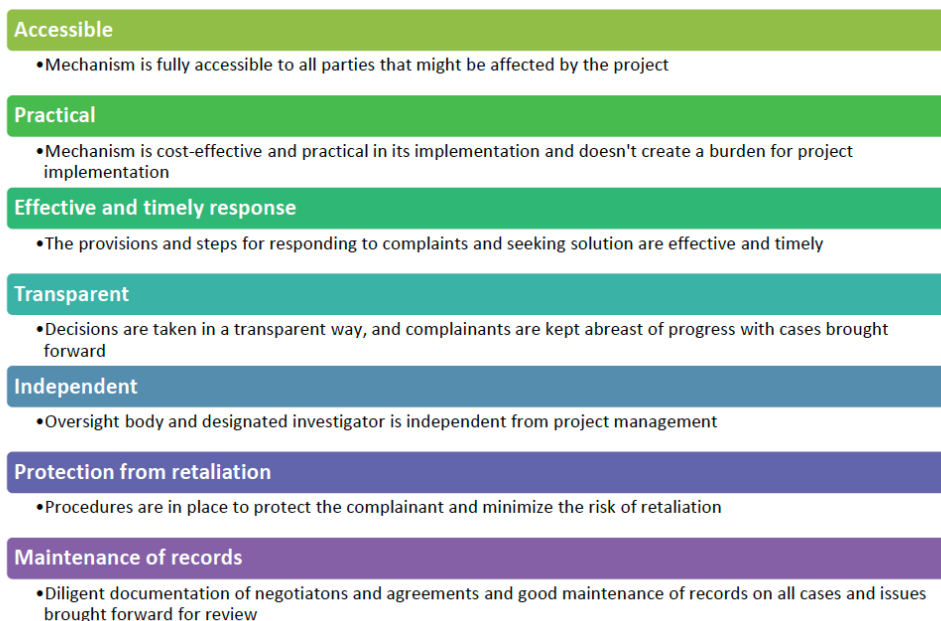 Accessible
•Mechanism is fully accessible to all parties that might be affected by the project
Practical
•Mechanism is cost-effective and practical in its implementation and doesn't create a burden for project
implementation
Effective and timely response
•The provisions and steps for responding to complaints and seeking solution are effective and timely
Transparent
•Decisions are taken in a transparent way, and complainants are kept abreast of progress with cases brought
forward
Independent
•Oversight body and designated investigator is independent from project management
Protection from retaliation
•Procedures are in place to protect the complainant and minimize the risk of retaliation
Maintenance of records
•Diligent documentation of negotiatons and agreements and good maintenance of records on all cases and issues
brought forward for review